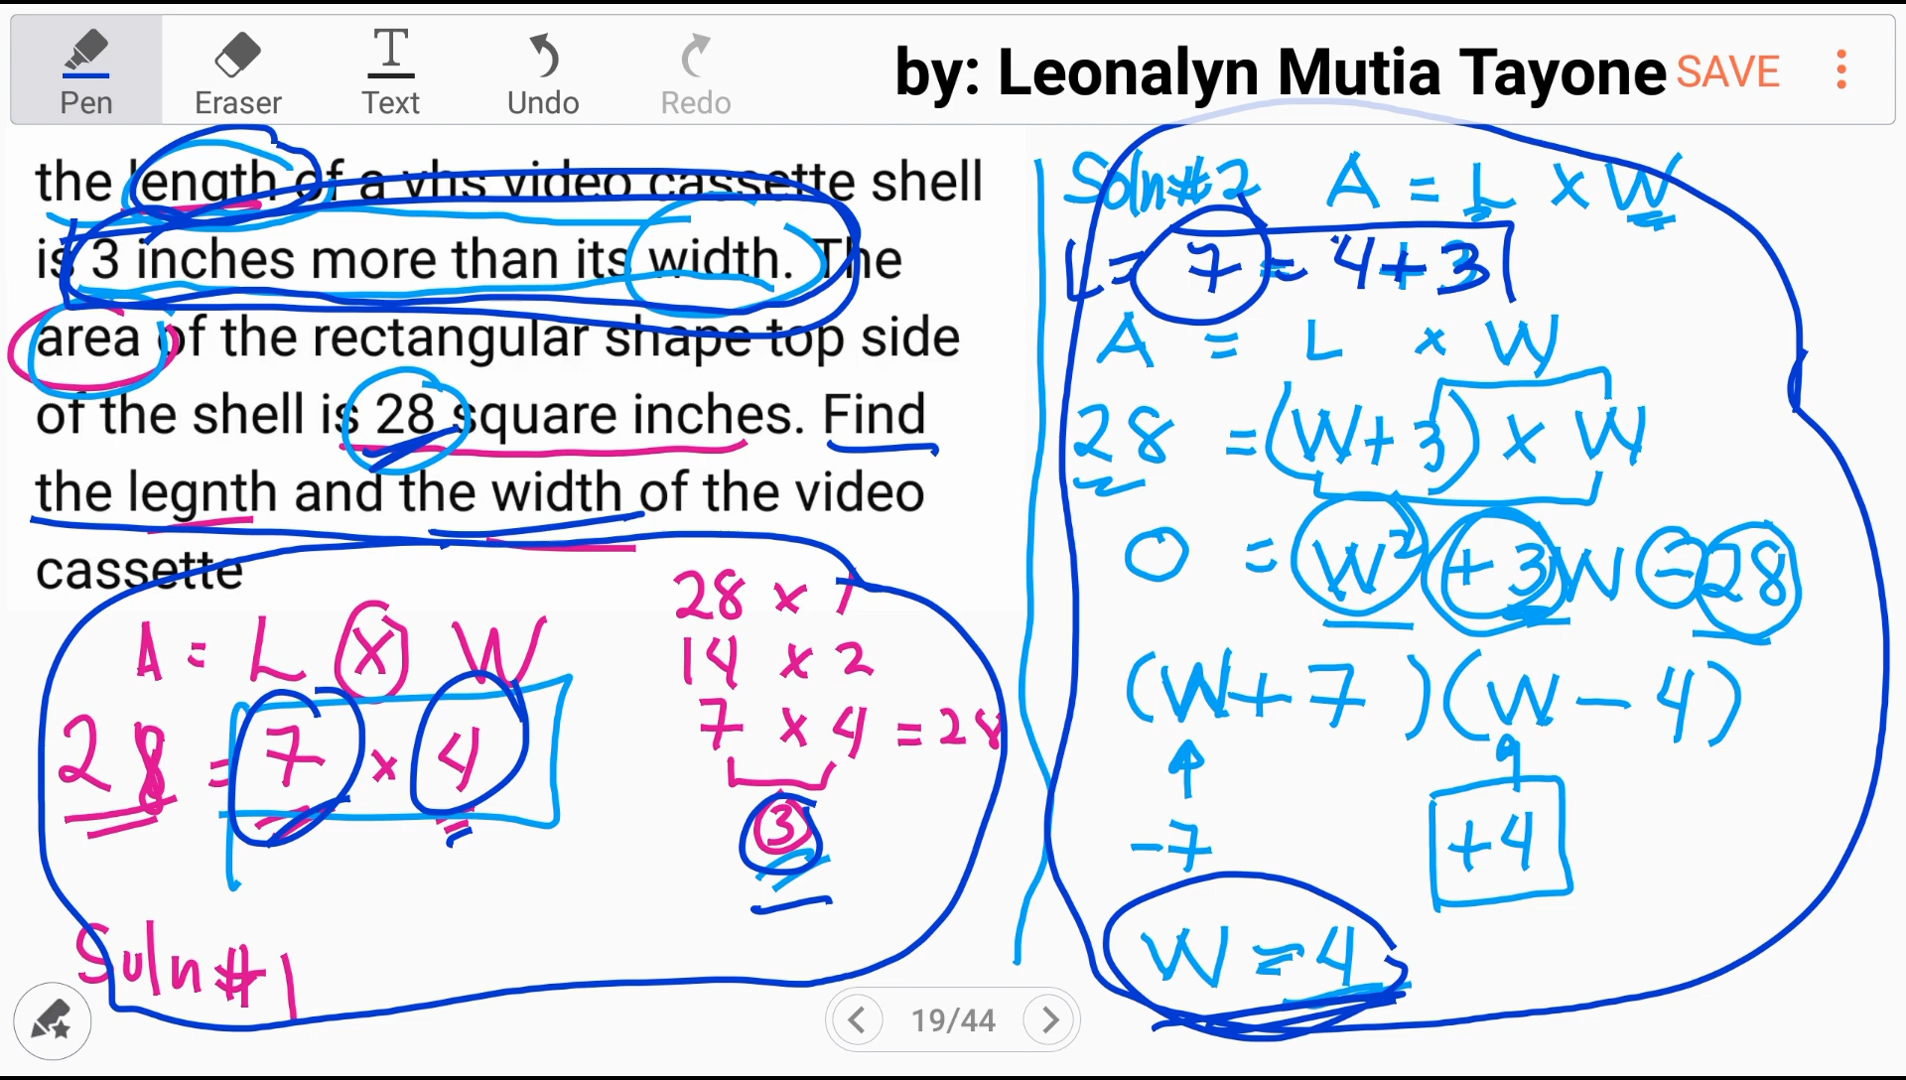 Pen Eraser Text Undo Redo by: Leonalyn Mutia Tayone SAVE
the length of a vhs video cassette shell
is 3 inches more than its width. The
area of the rectangular shape top side
of the shell is 28 square inches. Find
the legnth and the width of the video
cassette
A = L x W
28 = 7 x 4
28 x 1
14 x 2
7 x 4 = 28
3
Soln #1
Soln #2 A = L x W
L = 7 = 4 + 3
A = L x W
28 = (W + 3) x W
0 = W² + 3W - 28
(W + 7)(W - 4)
-7 +4
W = 4
19/44